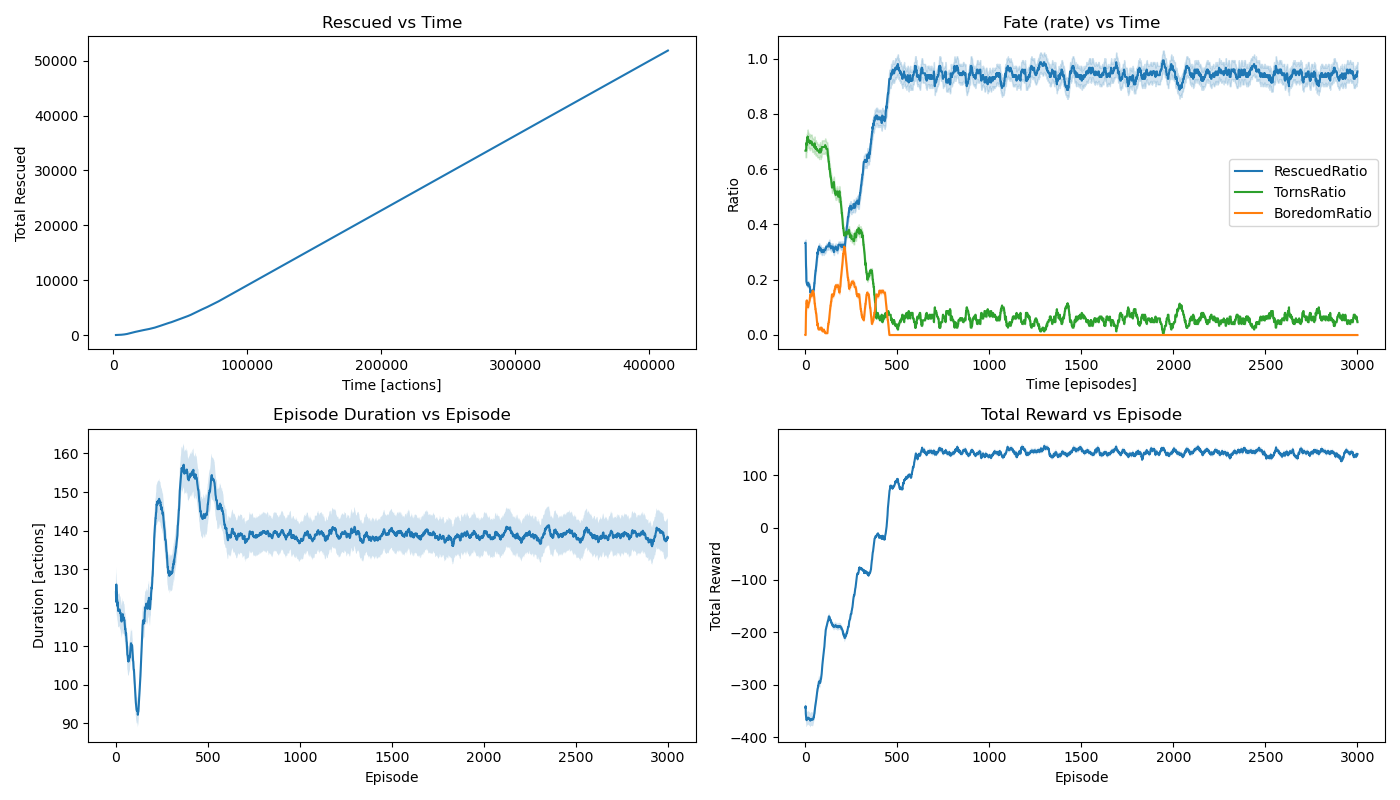 Rescued vs Time
50000
40000
30000
20000
10000
0
Total Rescued
0 100000 200000 300000 400000
Time [actions]
Fate (rate) vs Time
1.0
0.8
0.6
0.4
0.2
0.0
Ratio
RescuedRatio
TornsRatio
BoredomRatio
0 500 1000 1500 2000 2500 3000
Time [episodes]
Episode Duration vs Episode
160
150
140
130
120
110
100
90
Duration [actions]
0 500 1000 1500 2000 2500 3000
Episode
Total Reward vs Episode
100
0
−100
−200
−300
−400
Total Reward
0 500 1000 1500 2000 2500 3000
Episode